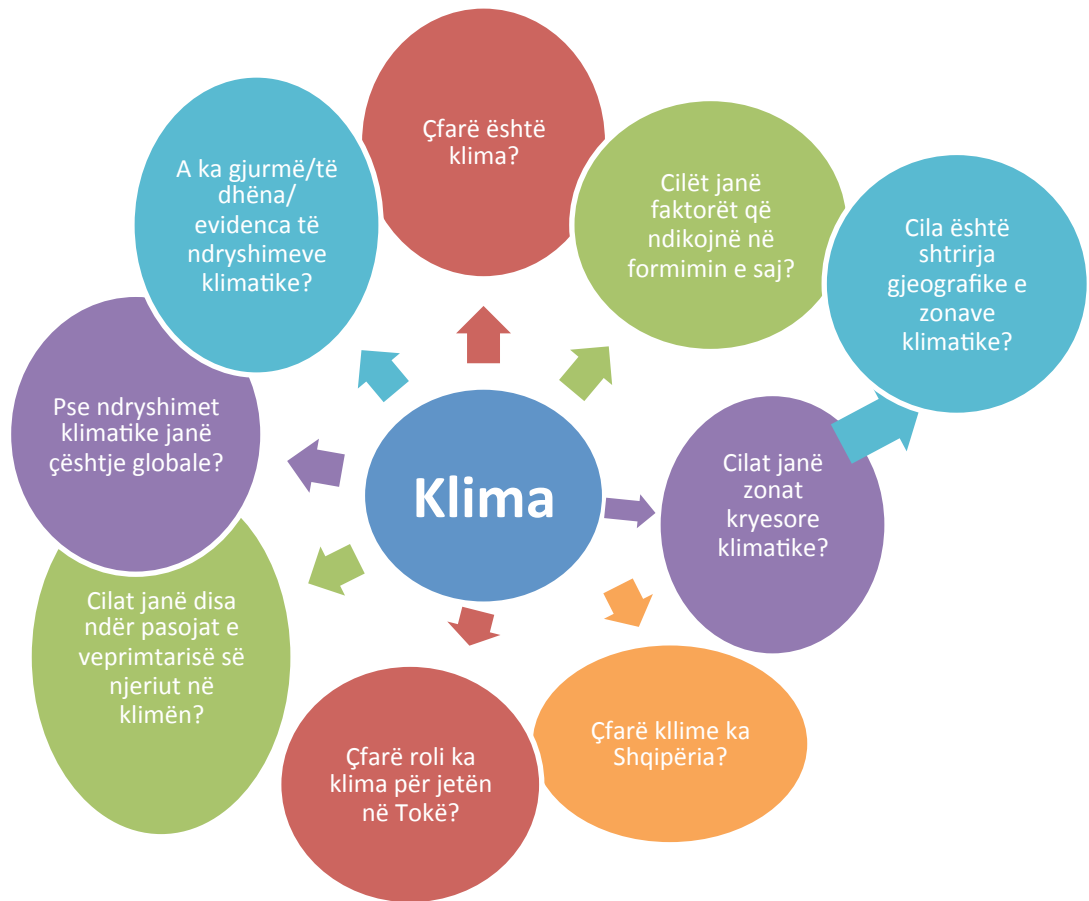 Çfarë është
klima?
Cilët janë
faktorët që
ndikojnë në
formimin e saj?
Cila është
shtrirja
gjeografike e
zonave
klimatike?
Cilat janë
zonat
kryesore
klimatike?
Çfarë kllime ka
Shqipëria?
Çfarë roli ka
klima për jetën
në Tokë?
Cilat janë disa
ndër pasojat e
veprimtarisë së
njeriut në
klimën?
Pse ndryshimet
klimatike janë
çështje globale?
A ka gjurmë/të
dhëna/
evidenca të
ndryshimeve
klimatike?
Klima